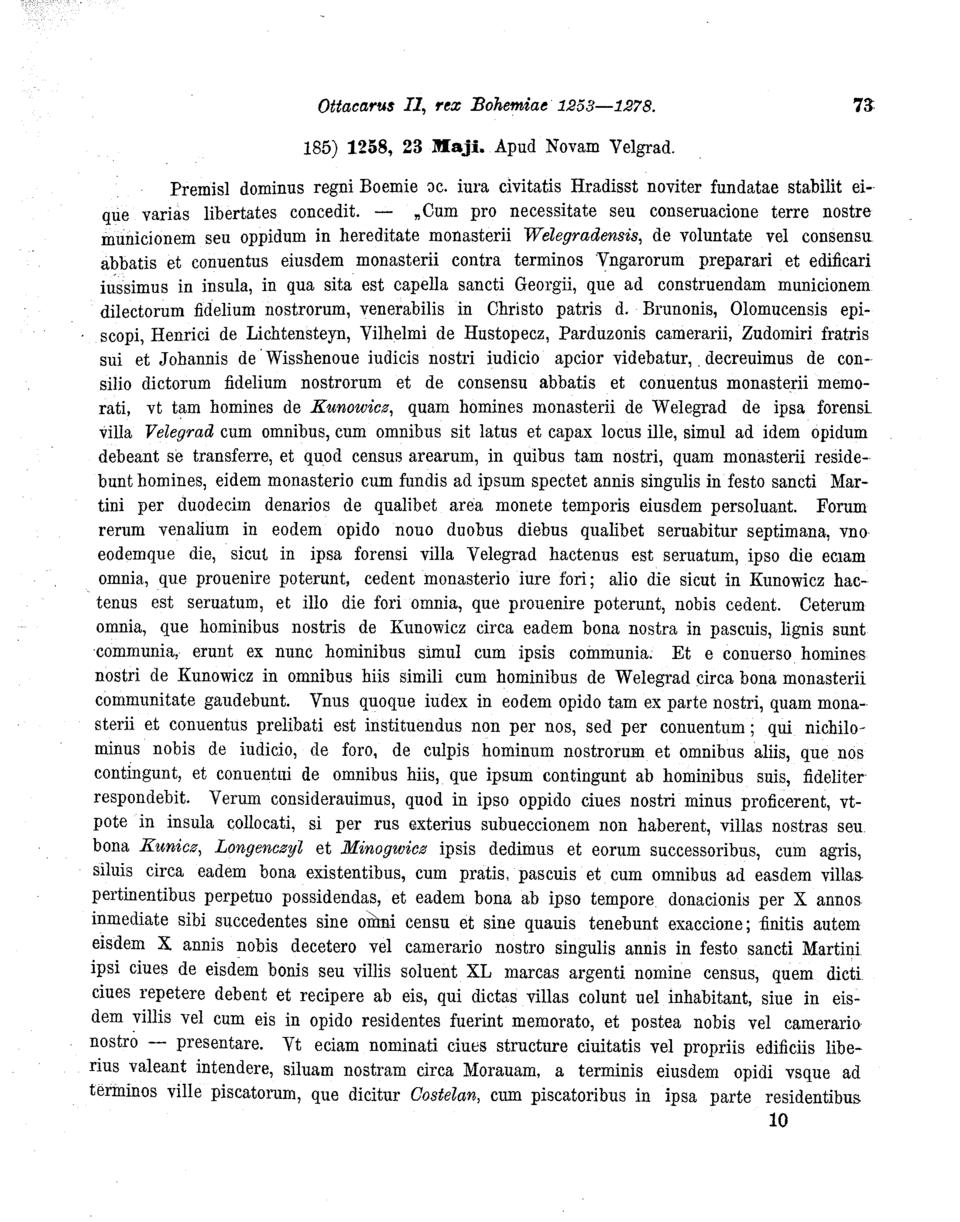 Ottacarus II, rex Bohemiae 1253—1278. 73
185) 1258, 23 Maji. Apud Novam Velgrad.
Premisl dominus regni Boemie ɔc. iura civitatis Hradisst noviter fundatae stabilit ei-
que varias libertates concedit. — „Cum pro necessitate seu conseruacione terre nostre
municionem seu oppidum in hereditate monasterii Welegradensis, de voluntate vel consensu
abbatis et conuentus eiusdem monasterii contra terminos Vngarorum preparari et edificari
iussimus in insula, in qua sita est capella sancti Georgii, que ad construendam municionem
dilectorum fidelium nostrorum, venerabilis in Christo patris d. Brunonis, Olomucensis epi-
scopi, Henrici de Lichtensteyn, Vilhelmi de Hustopecz, Parduzonis camerarii, Zudomiri fratris
sui et Johannis de Wisshenoue iudicis nostri iudicio apcior videbatur, decreuimus de con-
silio dictorum fidelium nostrorum et de consensu abbatis et conuentus monasterii memo-
rati, vt tam homines de Kunowicz, quam homines monasterii de Welegrad de ipsa forensi
villa Velegrad cum omnibus, cum omnibus sit latus et capax locus ille, simul ad idem opidum
debeant se transferre, et quod census arearum, in quibus tam nostri, quam monasterii reside-
bunt homines, eidem monasterio cum fundis ad ipsum spectet annis singulis in festo sancti Mar-
tini per duodecim denarios de qualibet area monete temporis eiusdem persoluant. Forum
rerum venalium in eodem opido nouo duobus diebus qualibet seruabitur septimana, vno
eodemque die, sicut in ipsa forensi villa Velegrad hactenus est seruatum, ipso die eciam
omnia, que prouenire poterunt, cedent monasterio iure fori; alio die sicut in Kunowicz hac-
tenus est seruatum, et illo die fori omnia, que prouenire poterunt, nobis cedent. Ceterum
omnia, que hominibus nostris de Kunowicz circa eadem bona nostra in pascuis, lignis sunt
communia, erunt ex nunc hominibus simul cum ipsis communia. Et e conuerso homines
nostri de Kunowicz in omnibus hiis simili cum hominibus de Welegrad circa bona monasterii
communitate gaudebunt. Vnus quoque iudex in eodem opido tam ex parte nostri, quam mona-
sterii et conuentus prelibati est instituendus non per nos, sed per conuentum; qui nichilo-
minus nobis de iudicio, de foro, de culpis hominum nostrorum et omnibus aliis, que nos
contingunt, et conuentui de omnibus hiis, que ipsum contingunt ab hominibus suis, fideliter
respondebit. Verum considerauimus, quod in ipso oppido ciues nostri minus proficerent, vt-
pote in insula collocati, si per rus exterius subueccionem non haberent, villas nostras seu
bona Kunicz, Longenczyl et Minogwicz ipsis dedimus et eorum successoribus, cum agris,
siluis circa eadem bona existentibus, cum pratis, pascuis et cum omnibus ad easdem villas
pertinentibus perpetuo possidendas, et eadem bona ab ipso tempore donacionis per X annos
inmediate sibi succedentes sine omni censu et sine quauis tenebunt exaccione; finitis autem
eisdem X annis nobis decetero vel camerario nostro singulis annis in festo sancti Martini
ipsi ciues de eisdem bonis seu villis soluent XL marcas argenti nomine census, quem dicti
ciues repetere debent et recipere ab eis, qui dictas villas colunt uel inhabitant, siue in eis-
dem villis vel cum eis in opido residentes fuerint memorato, et postea nobis vel camerario
nostro — presentare. Vt eciam nominati ciues structure ciuitatis vel propriis edificiis libe-
rius valeant intendere, siluam nostram circa Morauam, a terminis eiusdem opidi vsque ad
terminos ville piscatorum, que dicitur Costelan, cum piscatoribus in ipsa parte residentibus
10